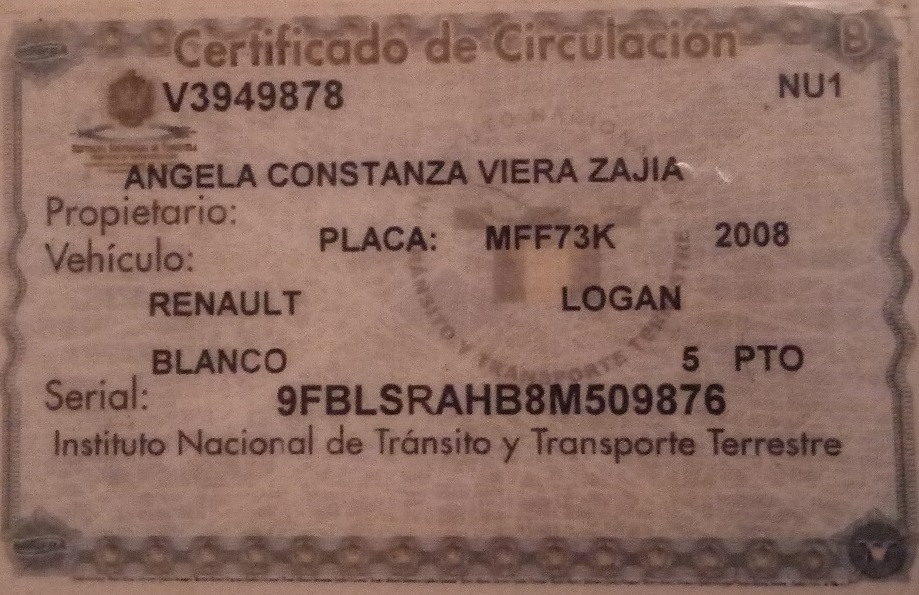 Certificado de Circulación
B
V3949878
NU1
ANGELA CONSTANZA VIERA ZAJIA
Propietario:
PLACA: MFF73K 2008
Vehículo:
RENAULT LOGAN
BLANCO 5 PTO
Serial: 9FBLSRAHB8M509876
Instituto Nacional de Tránsito y Transporte Terrestre